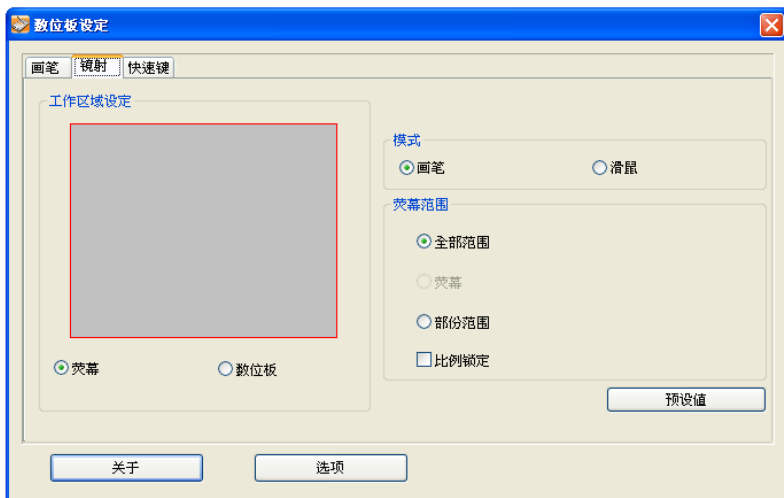 数位板设定
画笔
镜射
快速键
工作区域设定
荧幕
数位板
模式
画笔
滑鼠
荧幕范围
全部范围
荧幕
部份范围
比例锁定
预设值
关于
选项